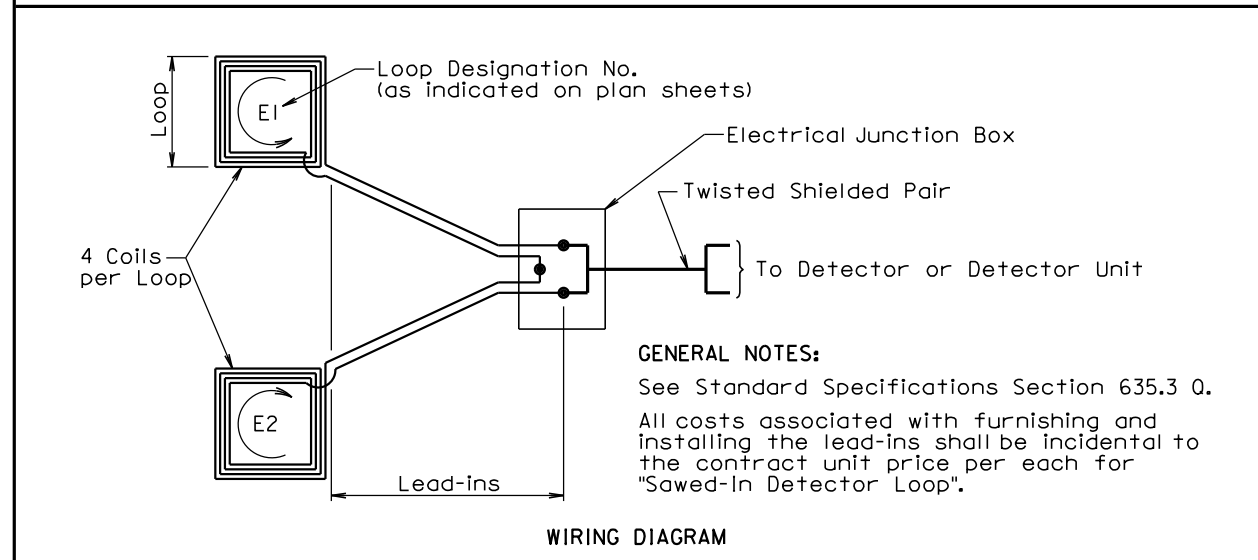 Loop Designation No.
(as indicated on plan sheets)
Loop
E1
Electrical Junction Box
Twisted Shielded Pair
4 Coils
per Loop
To Detector or Detector Unit
GENERAL NOTES:
See Standard Specifications Section 635.3 Q.
All costs associated with furnishing and
installing the lead-ins shall be incidental to
the contract unit price per each for
"Sawed-In Detector Loop".
E2
Lead-ins
WIRING DIAGRAM